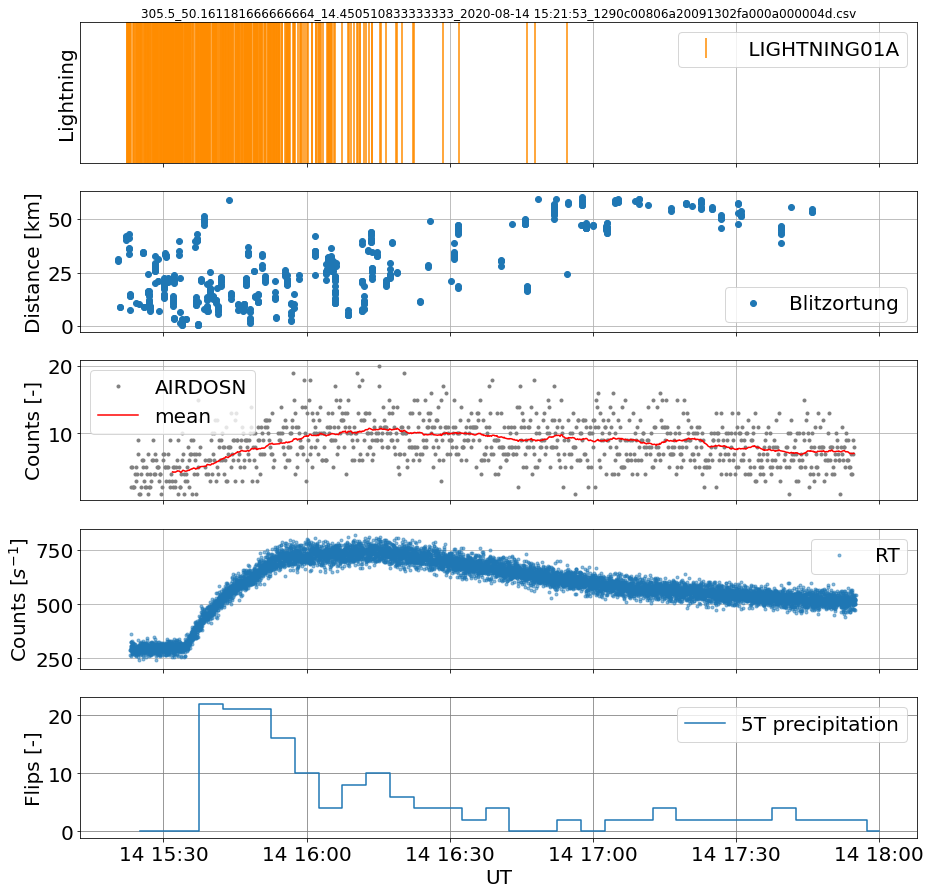 305.5_50.1611816666666664_14.4505510833333333_2020-08-14 15:21:53_1290c00806a20091302fa000a000004d.csv
Lightning
LIGHTNING01A
Distance [km]
50
25
0
Blitzortung
Counts [-]
20
10
AIRDOSN
mean
Counts [s⁻¹]
750
500
250
RT
Flips [-]
20
10
0
5T precipitation
14 15:30
14 16:00
14 16:30
14 17:00
14 17:30
14 18:00
UT